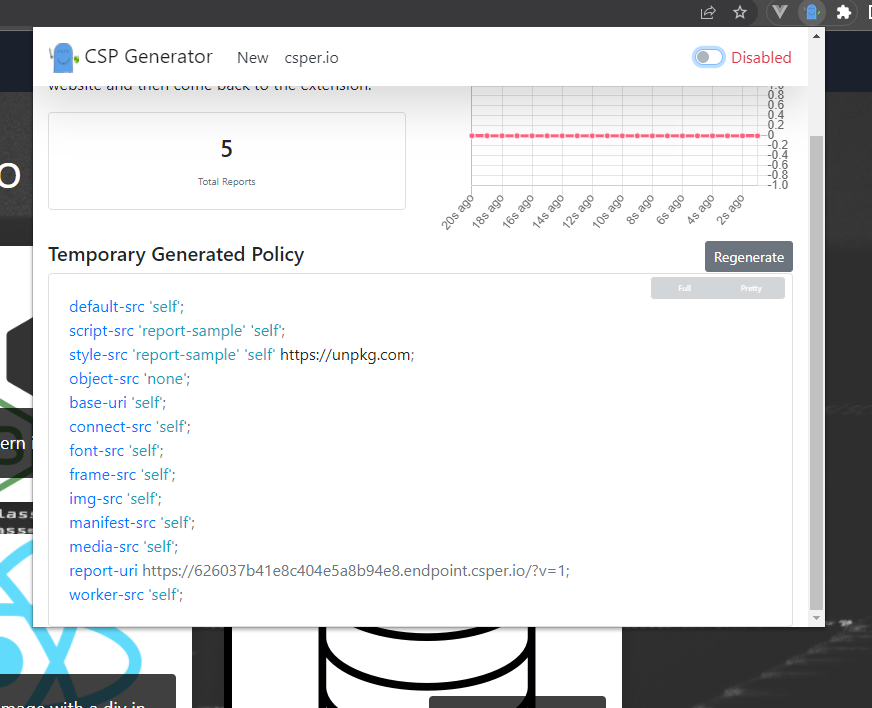 CSP Generator New csper.io Disabled
website and then come back to the extension.
5
Total Reports
1.0
0.8
0.6
0.4
0.2
0
-0.2
-0.4
-0.6
-0.8
-1.0
20s ago 18s ago 16s ago 14s ago 12s ago 10s ago 8s ago 6s ago 4s ago 2s ago
Temporary Generated Policy
Regenerate
Full Pretty
default-src 'self';
script-src 'report-sample' 'self';
style-src 'report-sample' 'self' https://unpkg.com;
object-src 'none';
base-uri 'self';
connect-src 'self';
font-src 'self';
frame-src 'self';
img-src 'self';
manifest-src 'self';
media-src 'self';
report-uri https://626037b41e8c404e5a8b94e8.endpoint.csper.io/?v=1;
worker-src 'self';
o
ern i
lass
ass=
mage with a div in